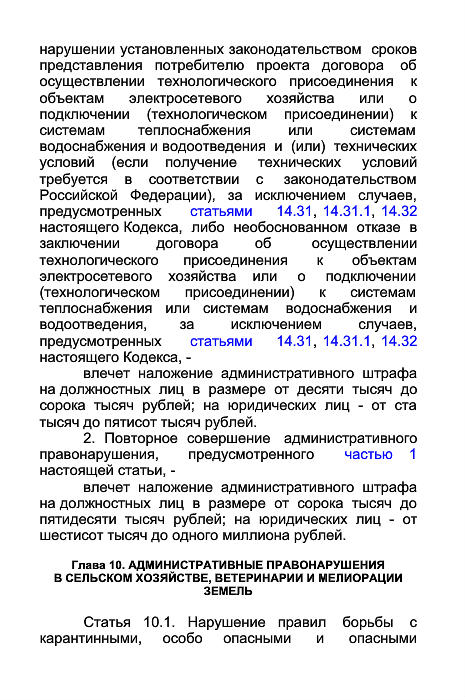 нарушении установленных законодательством сроков
представления потребителю проекта договора об
осуществлении технологического присоединения к
объектам электросетевого хозяйства или о
подключении (технологическом присоединении) к
системам теплоснабжения или системам
водоснабжения и водоотведения и (или) технических
условий (если получение технических условий
требуется в соответствии с законодательством
Российской Федерации), за исключением случаев,
предусмотренных статьями 14.31, 14.31.1, 14.32
настоящего Кодекса, либо необоснованном отказе в
заключении договора об осуществлении
технологического присоединения к объектам
электросетевого хозяйства или о подключении
(технологическом присоединении) к системам
теплоснабжения или системам водоснабжения и
водоотведения, за исключением случаев,
предусмотренных статьями 14.31, 14.31.1, 14.32
настоящего Кодекса, -
влечет наложение административного штрафа
на должностных лиц в размере от десяти тысяч до
сорока тысяч рублей; на юридических лиц - от ста
тысяч до пятисот тысяч рублей.
2. Повторное совершение административного
правонарушения, предусмотренного частью 1
настоящей статьи, -
влечет наложение административного штрафа
на должностных лиц в размере от сорока тысяч до
пятидесяти тысяч рублей; на юридических лиц - от
шестисот тысяч до одного миллиона рублей.
Глава 10. АДМИНИСТРАТИВНЫЕ ПРАВОНАРУШЕНИЯ
В СЕЛЬСКОМ ХОЗЯЙСТВЕ, ВЕТЕРИНАРИИ И МЕЛИОРАЦИИ
ЗЕМЕЛЬ
Статья 10.1. Нарушение правил борьбы с
карантинными, особо опасными и опасными